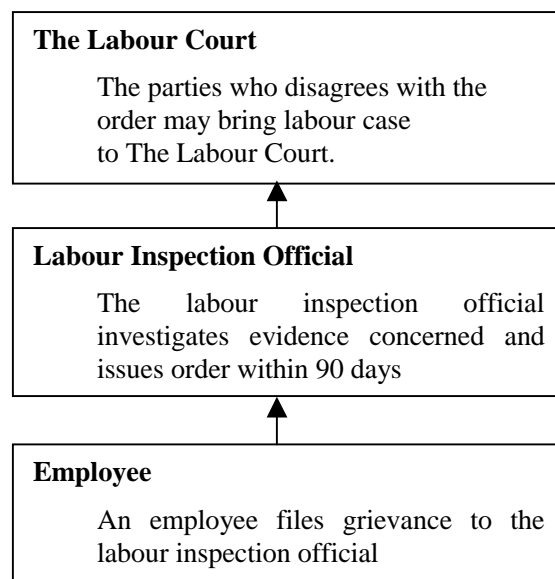 The Labour Court
The parties who disagrees with the
order may bring labour case
to The Labour Court.
Labour Inspection Official
The labour inspection official
investigates evidence concerned and
issues order within 90 days
Employee
An employee files grievance to the
labour inspection official